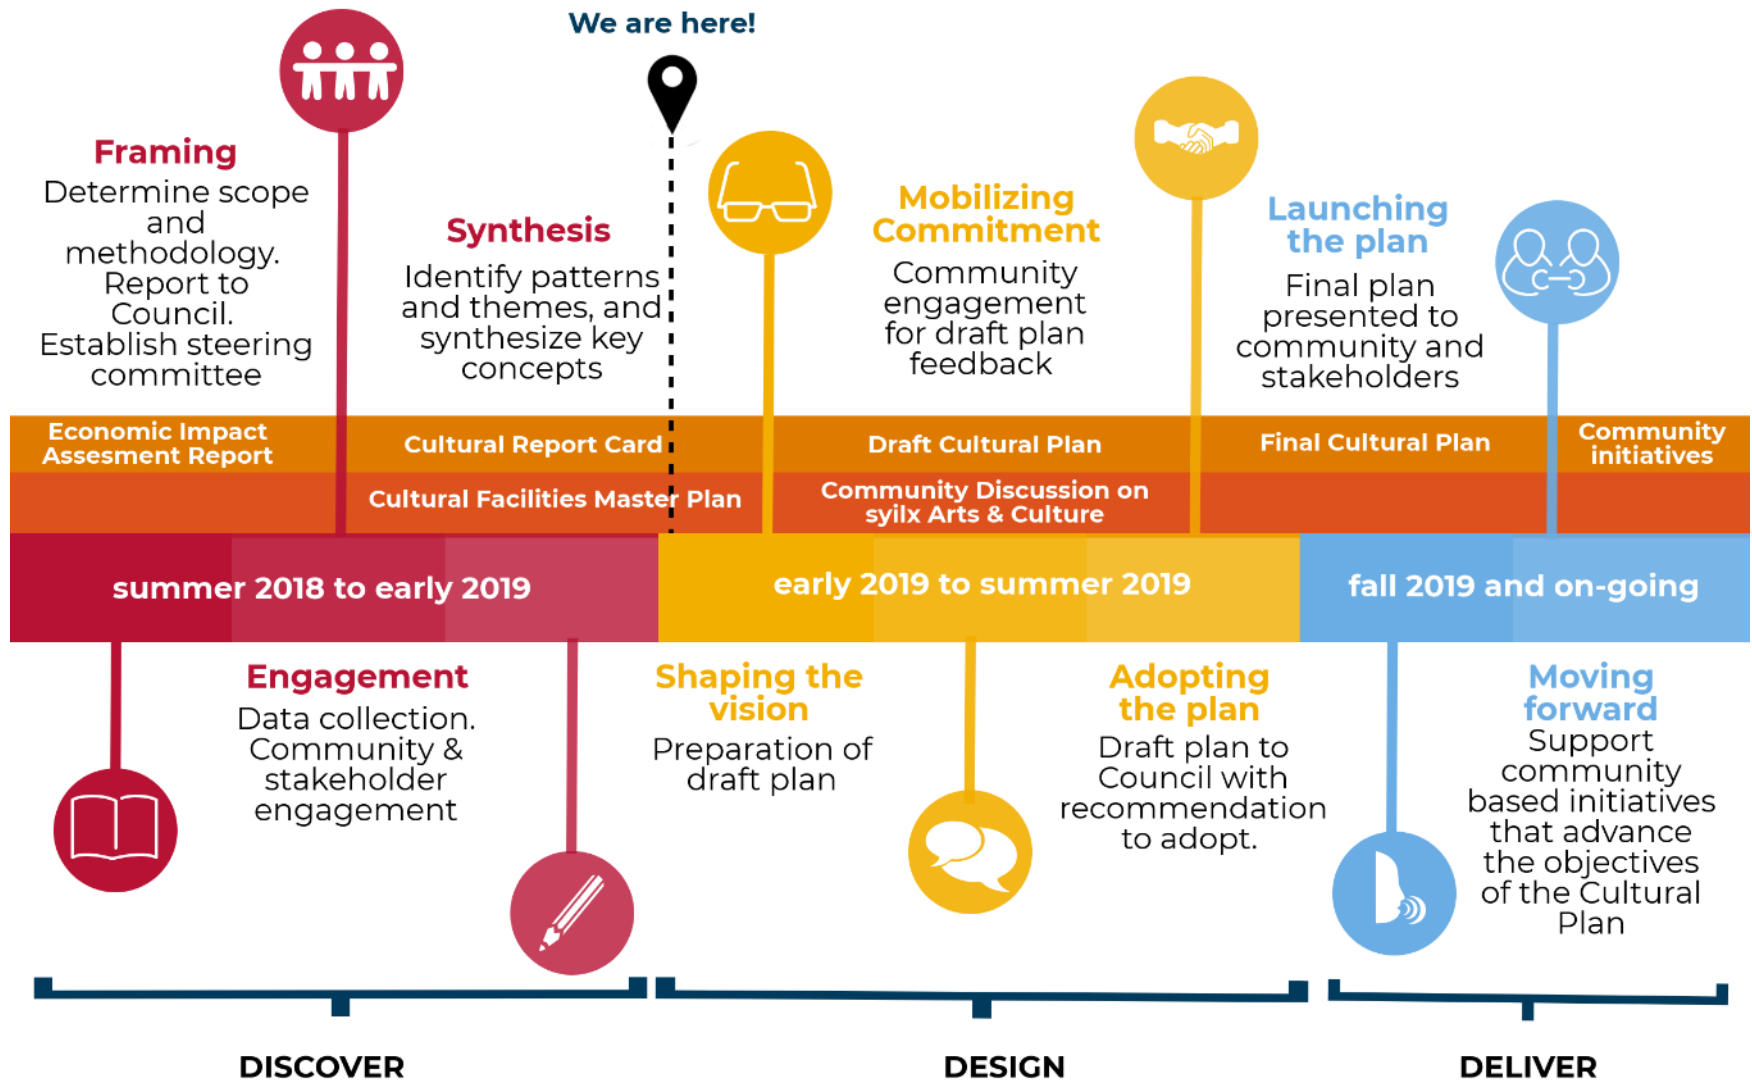 We are here!
Framing
Determine scope
and
methodology.
Report to
Council.
Establish steering
committee
Synthesis
Identify patterns
and themes, and
synthesize key
concepts
Mobilizing
Commitment
Community
engagement
for draft plan
feedback
Launching
the plan
Final plan
presented to
community and
stakeholders
Economic Impact
Assesment Report
Cultural Report Card
Draft Cultural Plan
Final Cultural Plan
Community
initiatives
Cultural Facilities Master Plan
Community Discussion on
syilx Arts & Culture
summer 2018 to early 2019
early 2019 to summer 2019
fall 2019 and on-going
Engagement
Data collection.
Community &
stakeholder
engagement
Shaping the
vision
Preparation of
draft plan
Adopting
the plan
Draft plan to
Council with
recommendation
to adopt.
Moving
forward
Support
community
based initiatives
that advance
the objectives
of the Cultural
Plan
DISCOVER
DESIGN
DELIVER